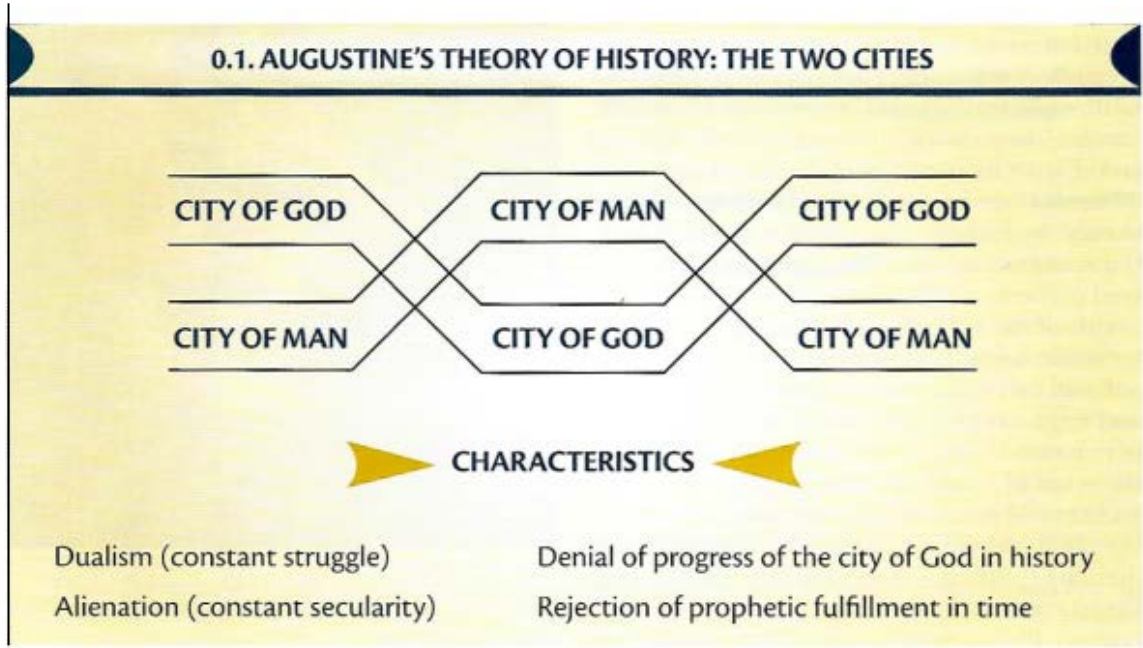 0.1. AUGUSTINE'S THEORY OF HISTORY: THE TWO CITIES
CITY OF GOD CITY OF MAN CITY OF GOD
CITY OF MAN CITY OF GOD CITY OF MAN
CHARACTERISTICS
Dualism (constant struggle) Denial of progress of the city of God in history
Alienation (constant secularity) Rejection of prophetic fulfillment in time